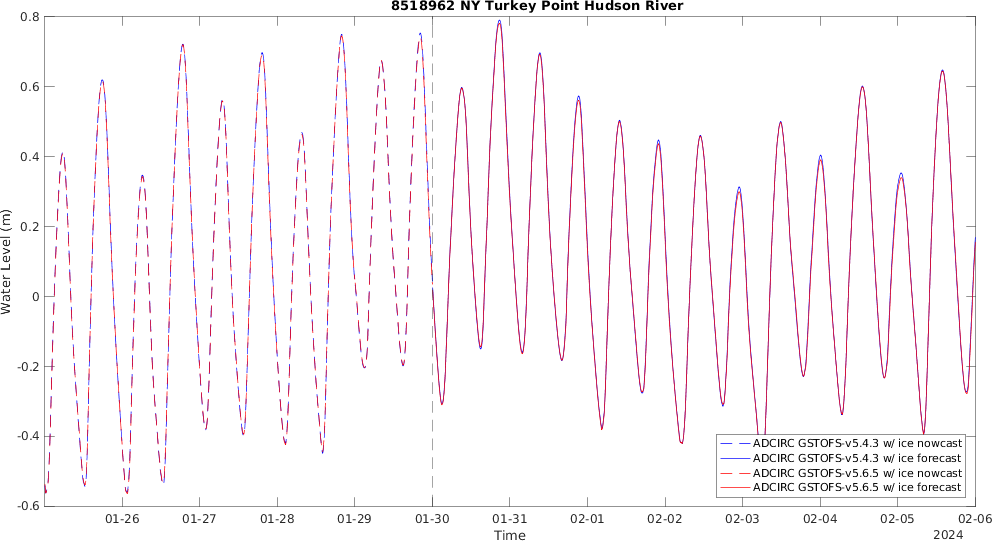 8518962 NY Turkey Point Hudson River
Water Level (m)
0.8
0.6
0.4
0.2
0
-0.2
-0.4
-0.6
ADCIRC GSTOFS-v5.4.3 w/ ice nowcast
ADCIRC GSTOFS-v5.4.3 w/ ice forecast
ADCIRC GSTOFS-v5.6.5 w/ ice nowcast
ADCIRC GSTOFS-v5.6.5 w/ ice forecast
01-26 01-27 01-28 01-29 01-30 01-31 02-01 02-02 02-03 02-04 02-05 02-06
Time
2024